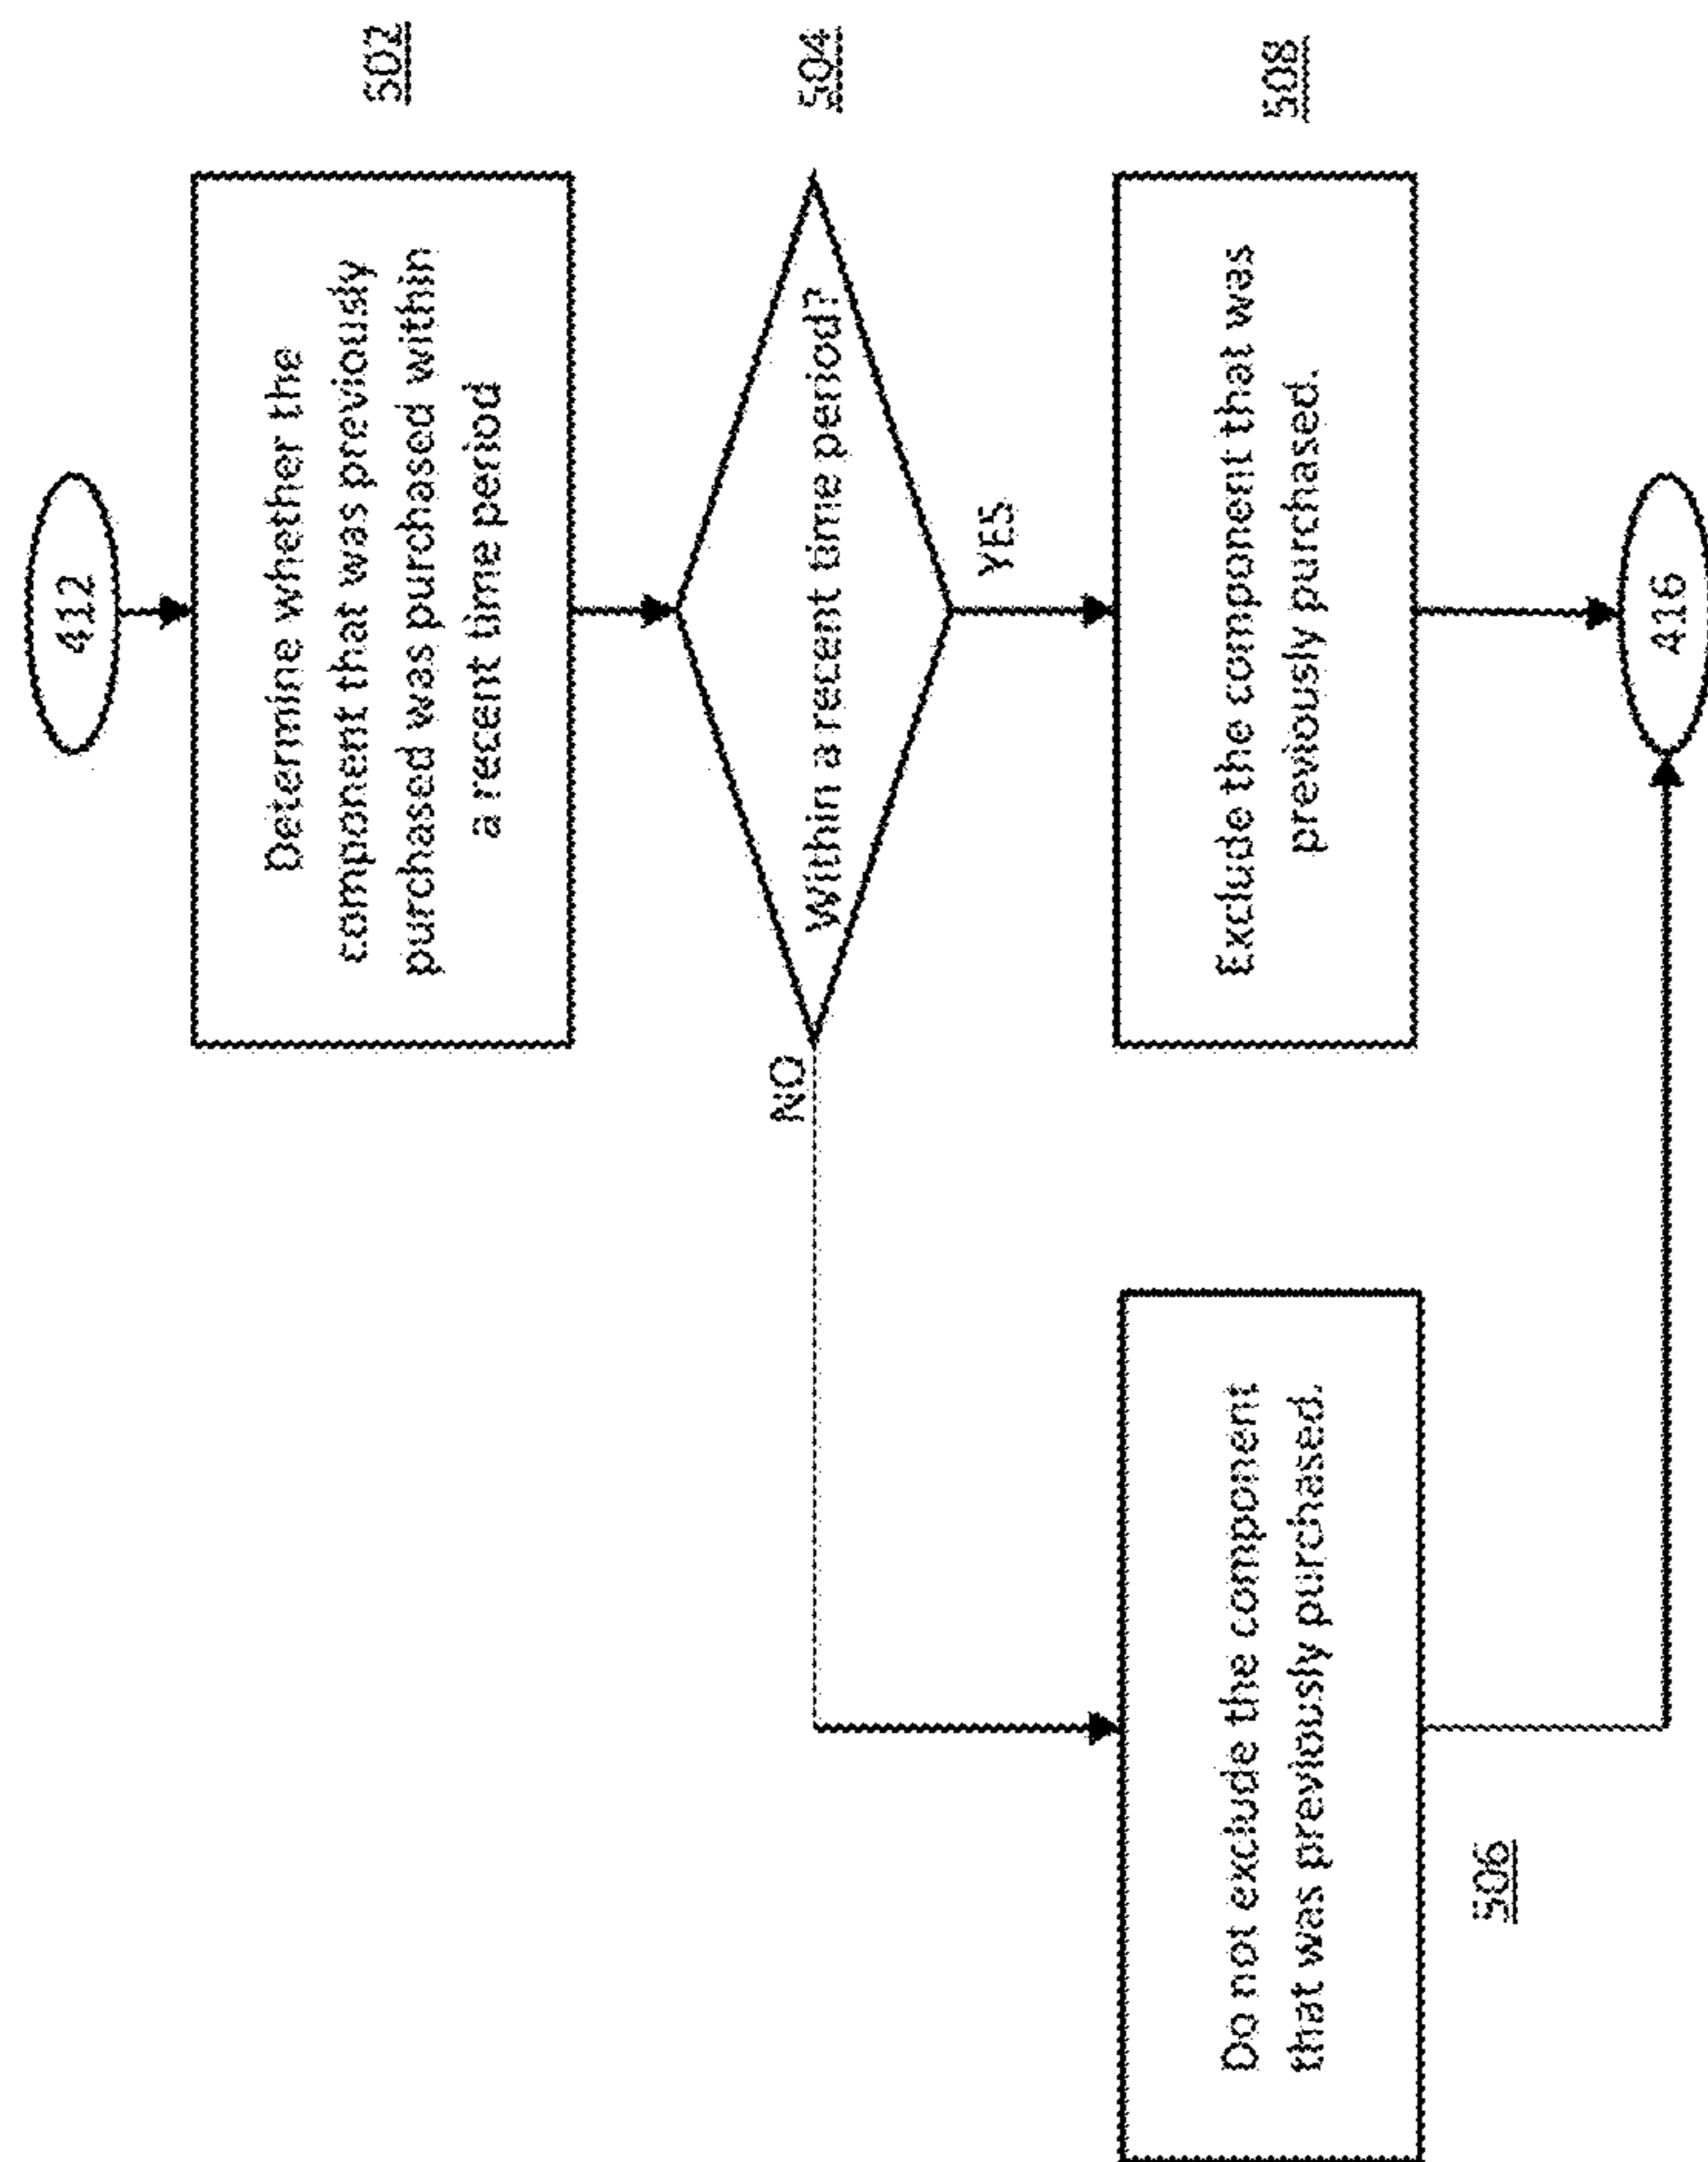 412
Determine whether the
component that was previously
purchased was purchased within
a recent time period
502
Within a recent time period?
504
NO
YES
Do not exclude the component
that was previously purchased.
506
Exclude the component that was
previously purchased.
508
416